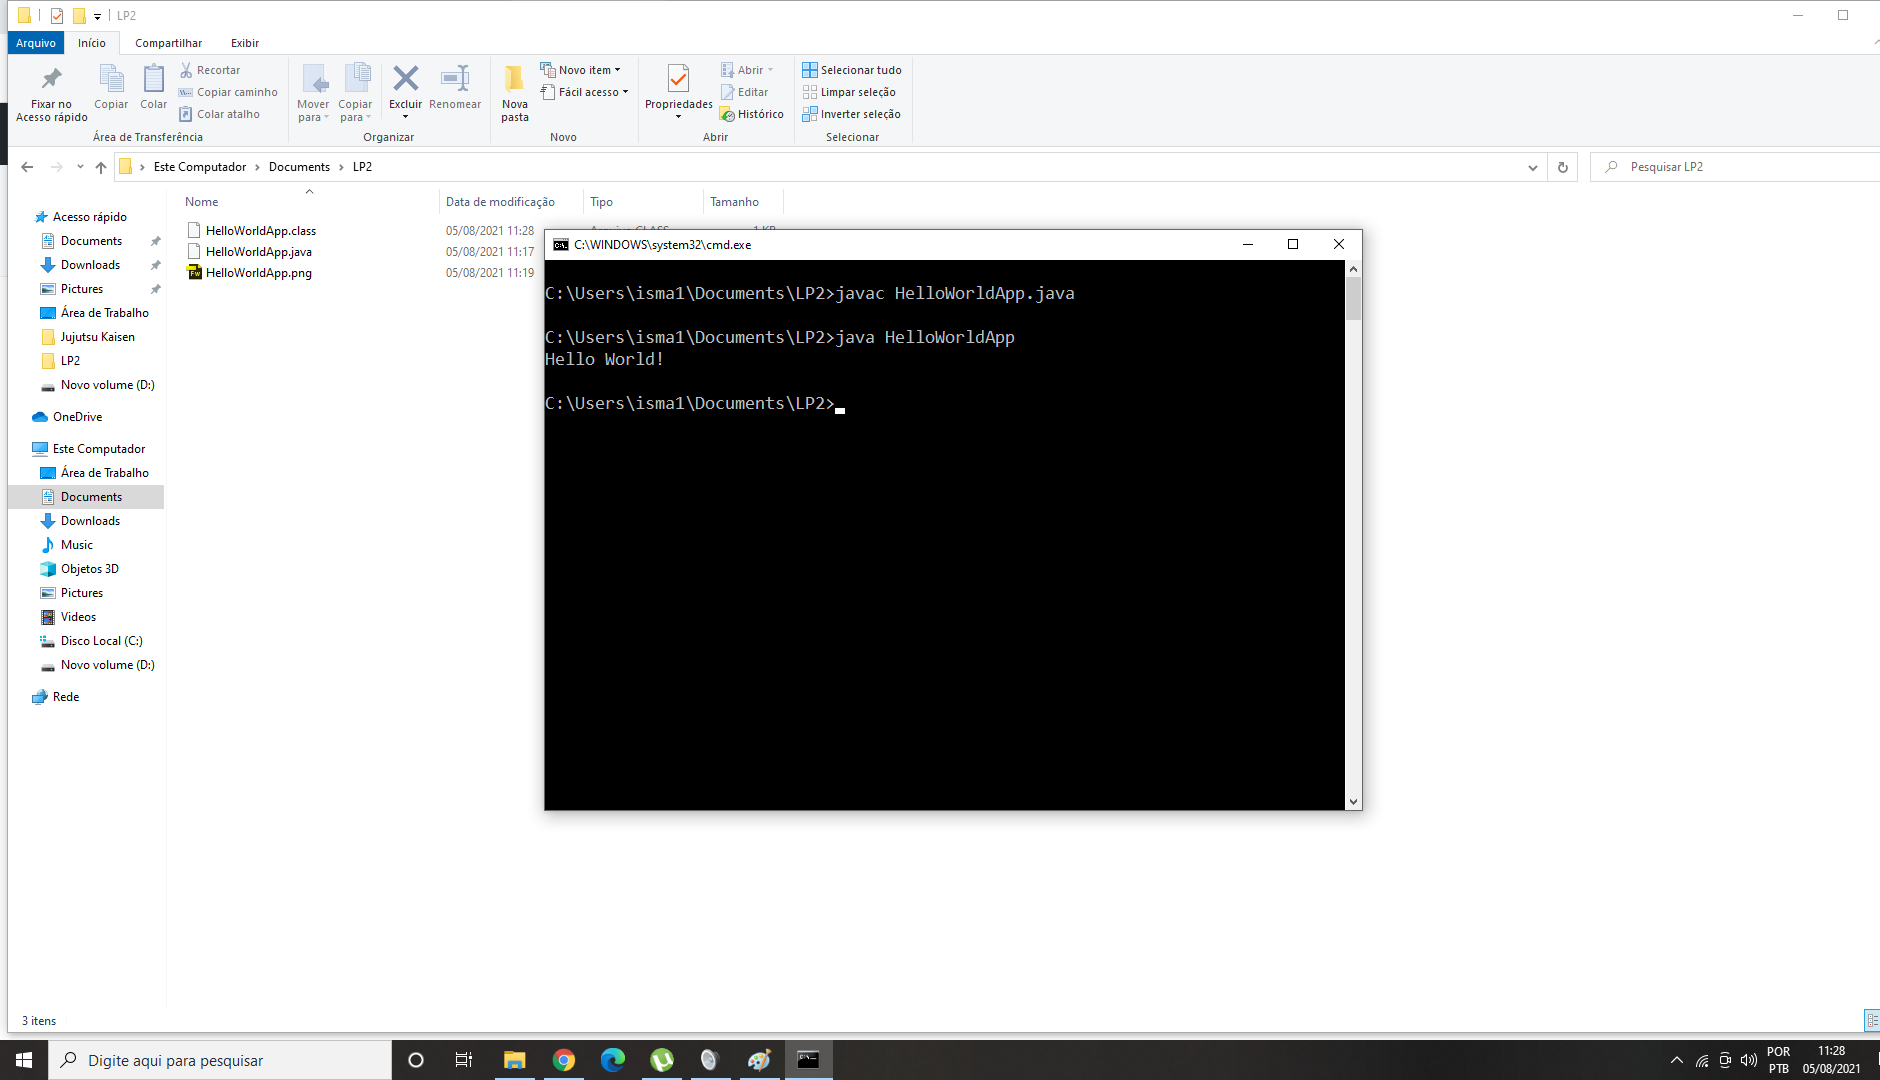 LP2
Arquivo Início Compartilhar Exibir
Fixar no Acesso rápido
Copiar
Colar
Recortar
Copiar caminho
Colar atalho
Área de Transferência
Mover para
Copiar para
Excluir
Renomear
Organizar
Nova pasta
Novo item
Fácil acesso
Novo
Propriedades
Abrir
Editar
Histórico
Abrir
Selecionar tudo
Limpar seleção
Inverter seleção
Selecionar
Este Computador > Documents > LP2
Pesquisar LP2
Acesso rápido
Documents
Downloads
Pictures
Área de Trabalho
Jujutsu Kaisen
LP2
Novo volume (D:)
OneDrive
Este Computador
Área de Trabalho
Documents
Downloads
Music
Objetos 3D
Pictures
Videos
Disco Local (C:)
Novo volume (D:)
Rede
Nome Data de modificação Tipo Tamanho
HelloWorldApp.class 05/08/2021 11:28 Arquivo CLASS 1 KB
HelloWorldApp.java 05/08/2021 11:17
HelloWorldApp.png 05/08/2021 11:19
C:\WINDOWS\system32\cmd.exe
C:\Users\isma1\Documents\LP2>javac HelloWorldApp.java
C:\Users\isma1\Documents\LP2>java HelloWorldApp
Hello World!
C:\Users\isma1\Documents\LP2>
3 itens
Digite aqui para pesquisar
POR
PTB
11:28
05/08/2021